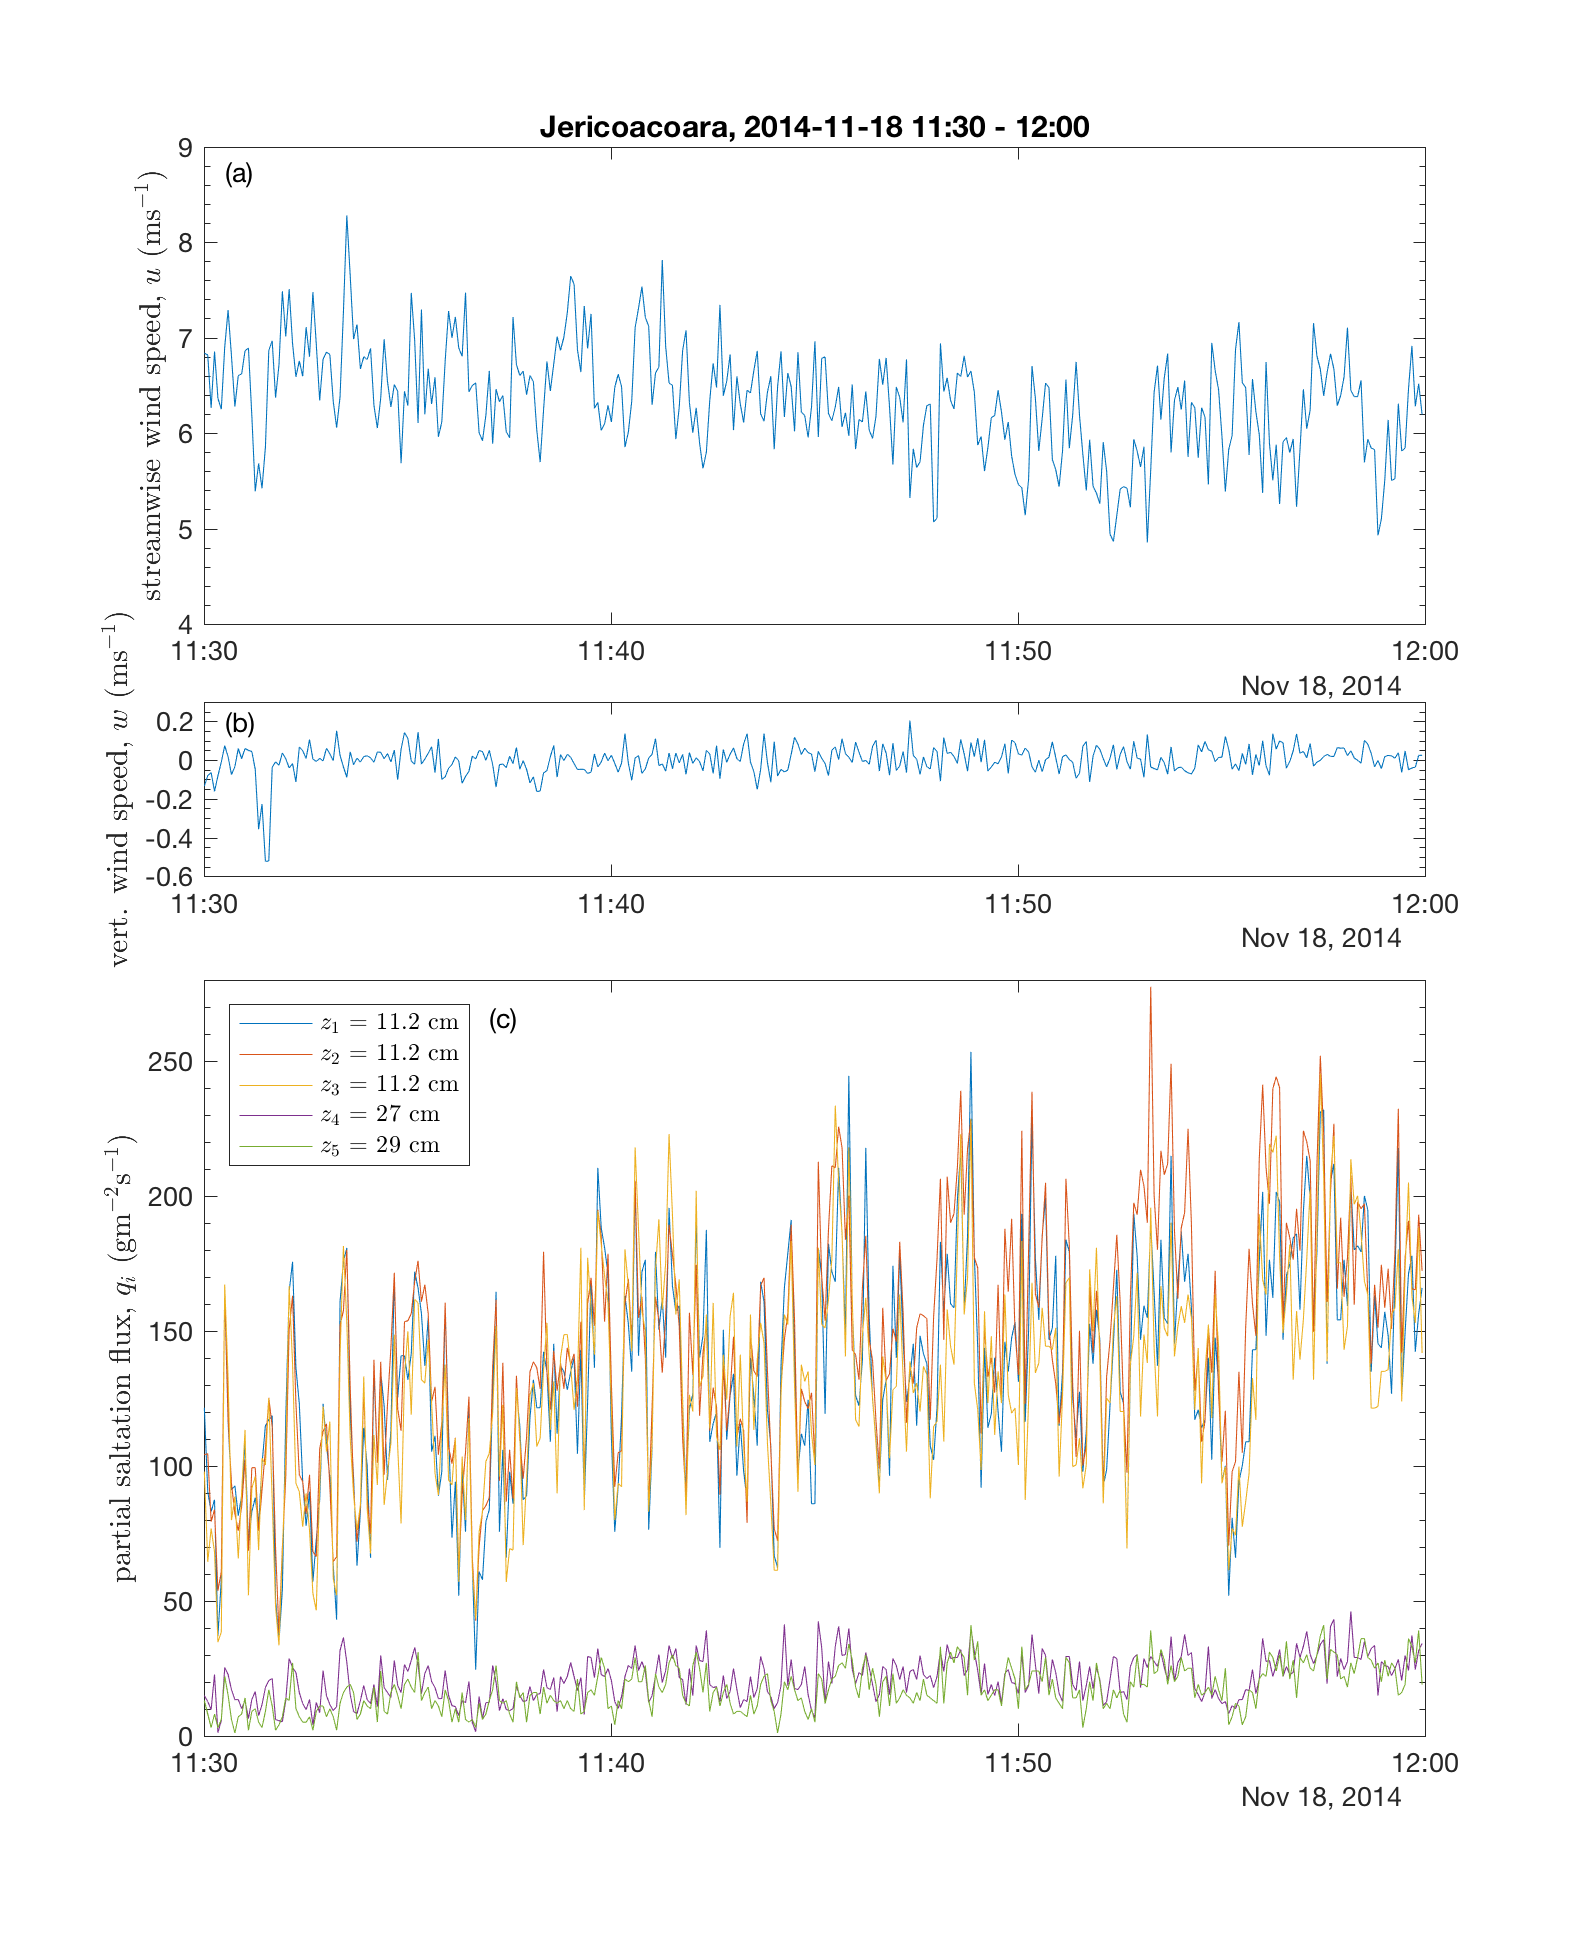 Jericoacoara, 2014-11-18 11:30 - 12:00
(a)
streamwise wind speed, u (ms⁻¹)
9
8
7
6
5
4
11:30 11:40 11:50 12:00
Nov 18, 2014
(b)
vert. wind speed, w (ms⁻¹)
0.2
0
-0.2
-0.4
-0.6
11:30 11:40 11:50 12:00
Nov 18, 2014
(c)
z₁ = 11.2 cm
z₂ = 11.2 cm
z₃ = 11.2 cm
z₄ = 27 cm
z₅ = 29 cm
partial saltation flux, qᵢ (gm⁻²s⁻¹)
250
200
150
100
50
0
11:30 11:40 11:50 12:00
Nov 18, 2014